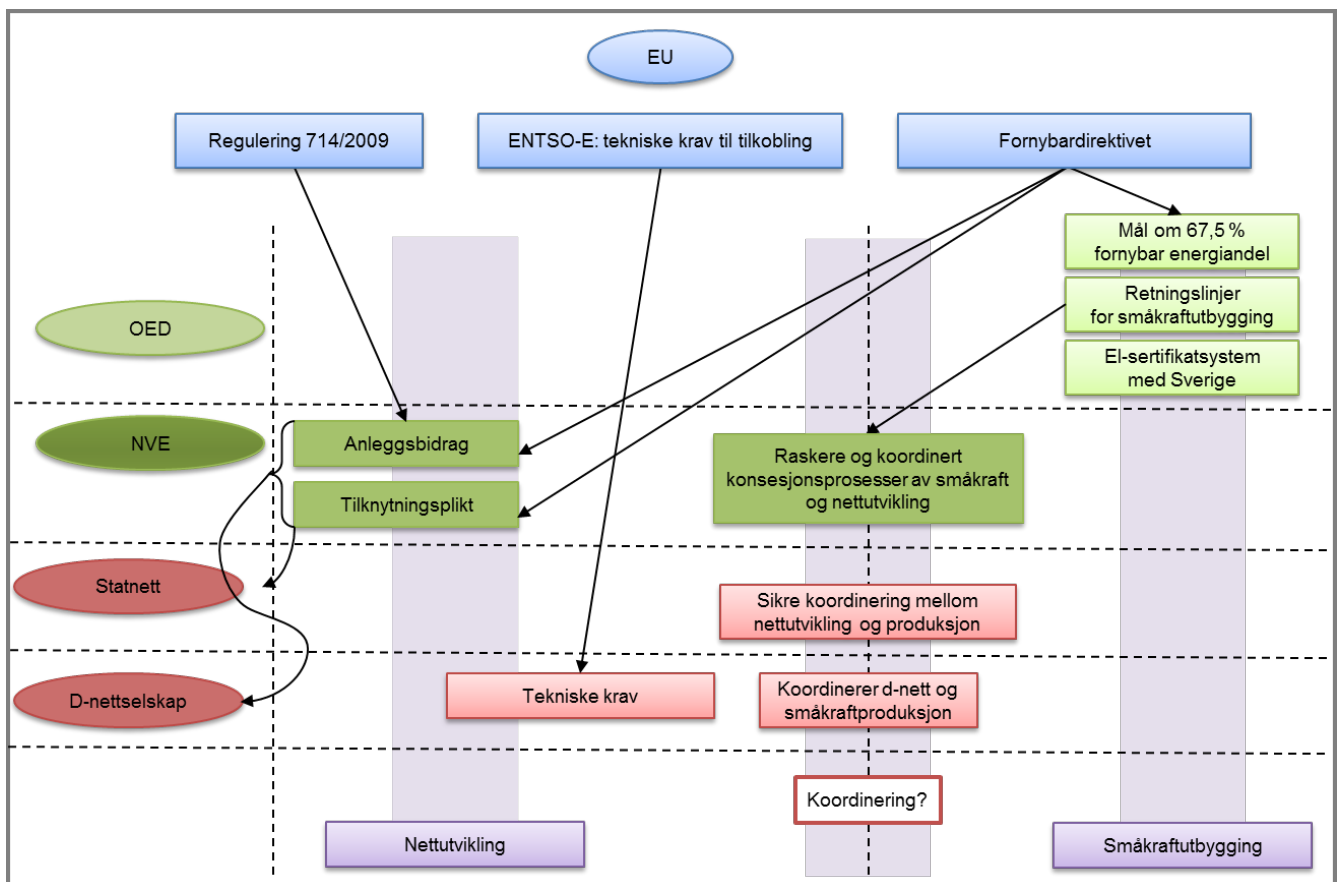 EU
Regulering 714/2009
ENTSO-E: tekniske krav til tilkobling
Fornybardirektivet
Mål om 67,5 %
fornybar energiandel
OED
Retningslinjer
for småkraftutbygging
El-sertifikatsystem
med Sverige
NVE
Anleggsbidrag
Tilknytningsplikt
Raskere og koordinert
konsesjonsprosesser av småkraft
og nettutvikling
Statnett
Sikre koordinering mellom
nettutvikling og produksjon
D-nettselskap
Tekniske krav
Koordinerer d-nett og
småkraftproduksjon
Koordinering?
Nettutvikling
Småkraftutbygging